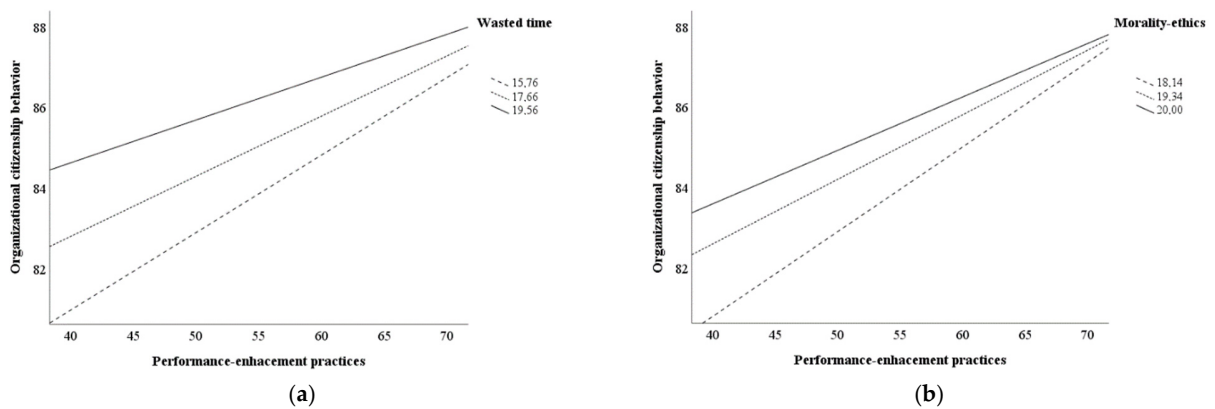 Wasted time
15,76
17,66
19,56
Organizational citizenship behavior
88
86
84
82
40 45 50 55 60 65 70
Performance-enhacement practices
(a)
Morality-ethics
18,14
19,34
20,00
Organizational citizenship behavior
88
86
84
82
40 45 50 55 60 65 70
Performance-enhacement practices
(b)